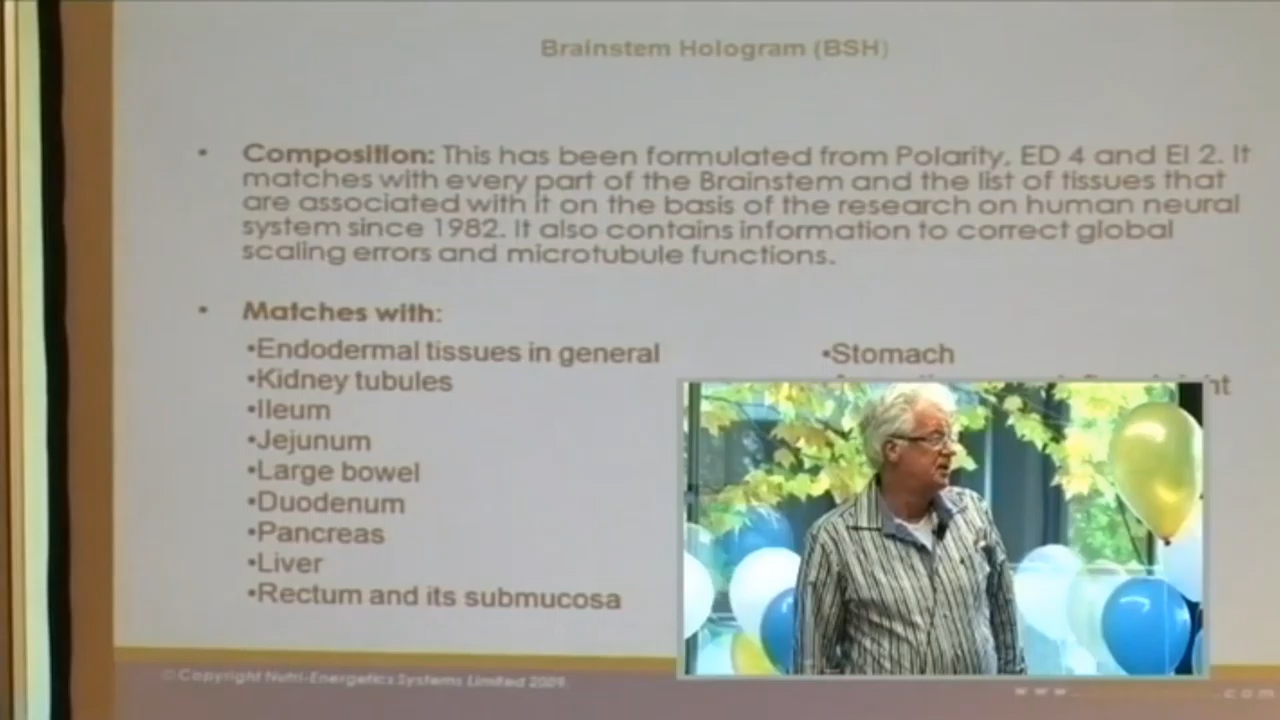 Brainstem Hologram (BSH)
• Composition: This has been formulated from Polarity, ED 4 and EI 2. It
matches with every part of the Brainstem and the list of tissues that
are associated with it on the basis of the research on human neural
system since 1982. It also contains information to correct global
scaling errors and microtubule functions.
• Matches with:
•Endodermal tissues in general
•Kidney tubules
•Ileum
•Jejunum
•Large bowel
•Duodenum
•Pancreas
•Liver
•Rectum and its submucosa
•Stomach
© Copyright Nutri-Energetics Systems Limited 2009.